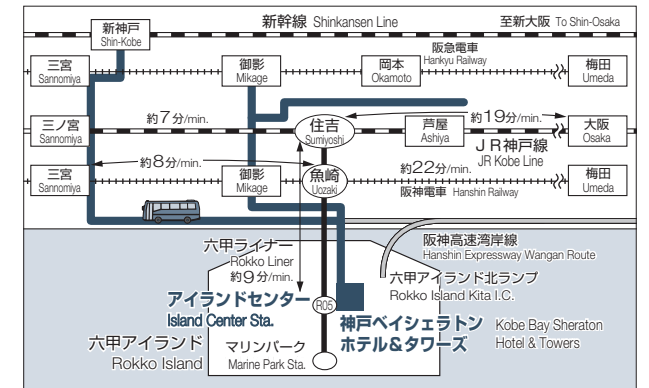 新幹線 Shinkansen Line
至新大阪 To Shin-Osaka
新神戸
Shin-Kobe
三宮
Sannomiya
御影
Mikage
岡本
Okamoto
阪急電車
Hankyu Railway
梅田
Umeda
約7分/min.
約19分/min.
三ノ宮
Sannomiya
住吉
Sumiyoshi
芦屋
Ashiya
大阪
Osaka
JR神戸線
JR Kobe Line
約8分/min.
約22分/min.
三宮
Sannomiya
御影
Mikage
魚崎
Uozaki
阪神電車 Hanshin Railway
梅田
Umeda
六甲ライナー
Rokko Liner
約9分/min.
阪神高速湾岸線
Hanshin Expressway Wangan Route
六甲アイランド北ランプ
Rokko Island Kita I.C.
アイランドセンター
Island Center Sta.
R05
神戸ベイシェラトン
ホテル&タワーズ
Kobe Bay Sheraton
Hotel & Towers
六甲アイランド
Rokko Island
マリンパーク
Marine Park Sta.